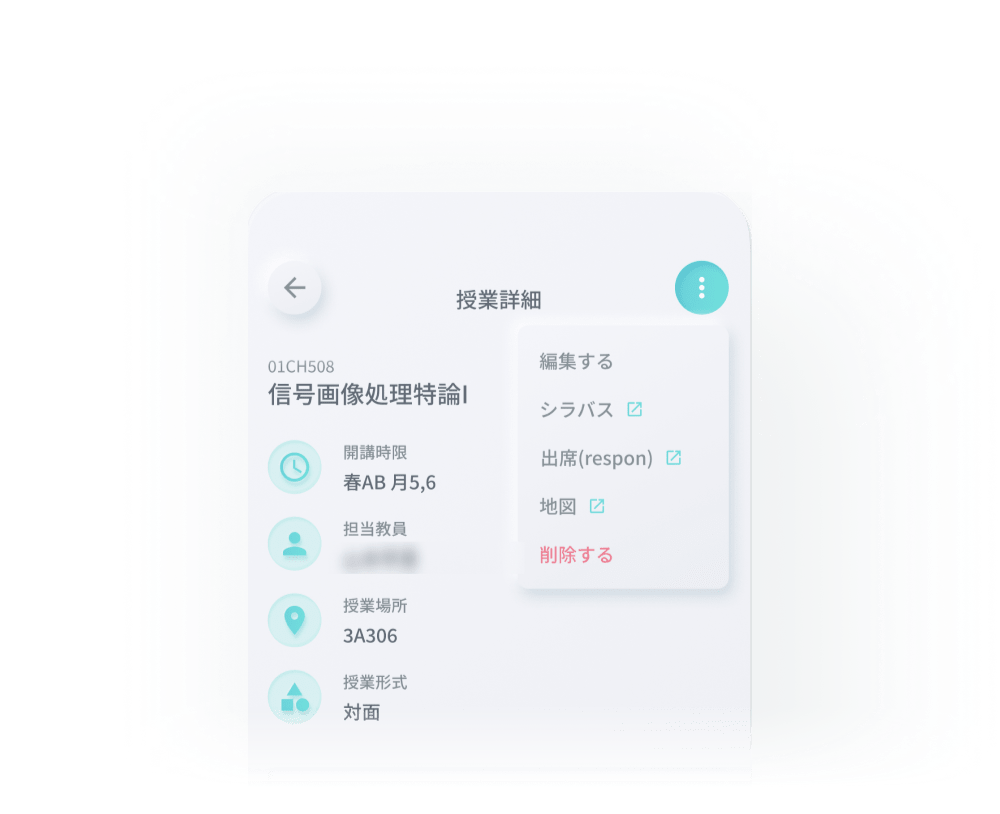 授業詳細
01CH508
信号画像処理特論Ⅰ
開講時限
春AB 月5,6
担当教員
授業場所
3A306
授業形式
対面
編集する
シラバス
出席(respon)
地図
削除する